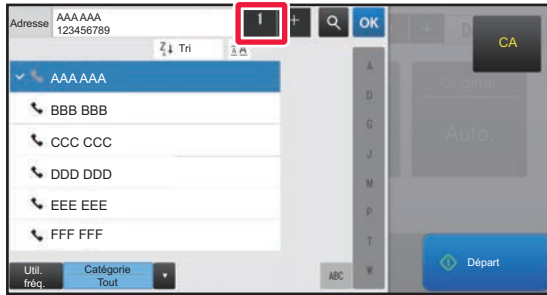 Adresse
AAA AAA
123456789
1
+
OK
CA
Z↓ Tri
AAA AAA
BBB BBB
CCC CCC
DDD DDD
EEE EEE
FFF FFF
A
D
G
J
M
P
T
W
ABC
Util.
fréq.
Catégorie
Tout
Original
Auto.
Départ